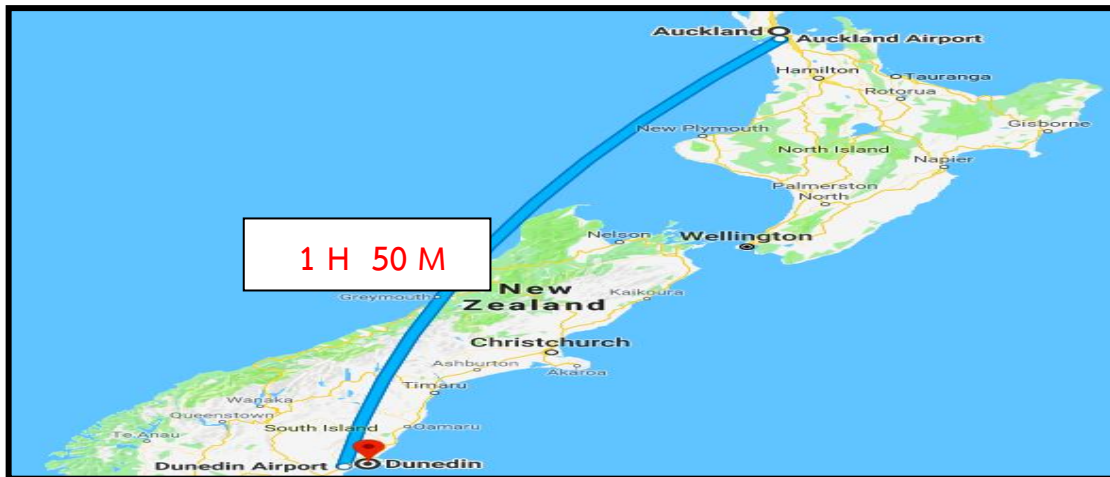 Auckland
Auckland Airport
Hamilton
Tauranga
Rotorua
New Plymouth
Gisborne
North Island
Napier
Palmerston
North
Nelson
Wellington
1 H 50 M
New
Zealand
Greymouth
Kaikoura
Christchurch
Ashburton
Akaroa
Timaru
Wanaka
Queenstown
South Island
Oamaru
Te Anau
Dunedin Airport
Dunedin